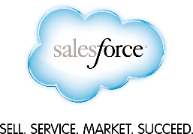 salesforce
SELL. SERVICE. MARKET. SUCCEED.